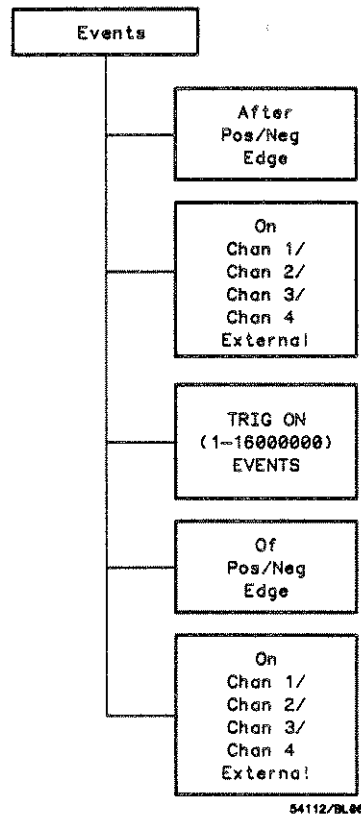 Events
After
Pos/Neg
Edge
On
Chan 1/
Chan 2/
Chan 3/
Chan 4
External
TRIG ON
(1-16000000)
EVENTS
Of
Pos/Neg
Edge
On
Chan 1/
Chan 2/
Chan 3/
Chan 4
External